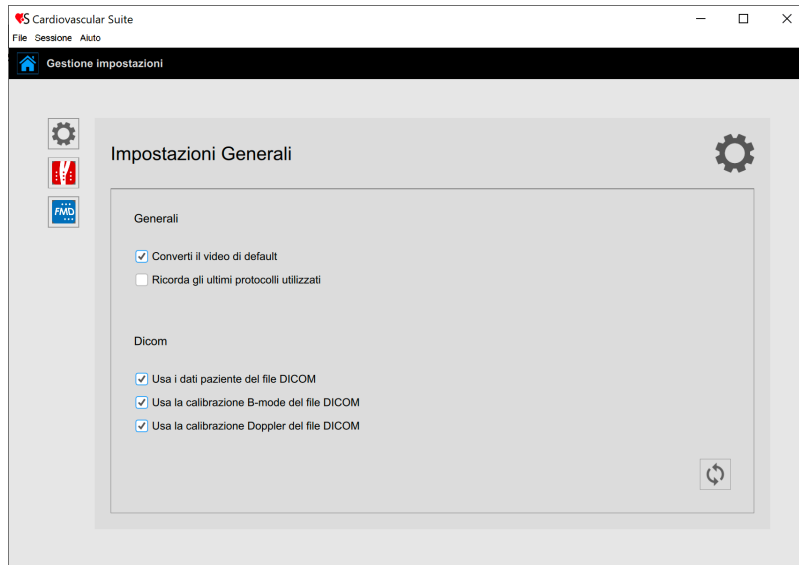 S Cardiovascular Suite
File Sessione Aiuto
Gestione impostazioni
Impostazioni Generali
FMD
Generali
Converti il video di default
Ricorda gli ultimi protocolli utilizzati
Dicom
Usa i dati paziente del file DICOM
Usa la calibrazione B-mode del file DICOM
Usa la calibrazione Doppler del file DICOM